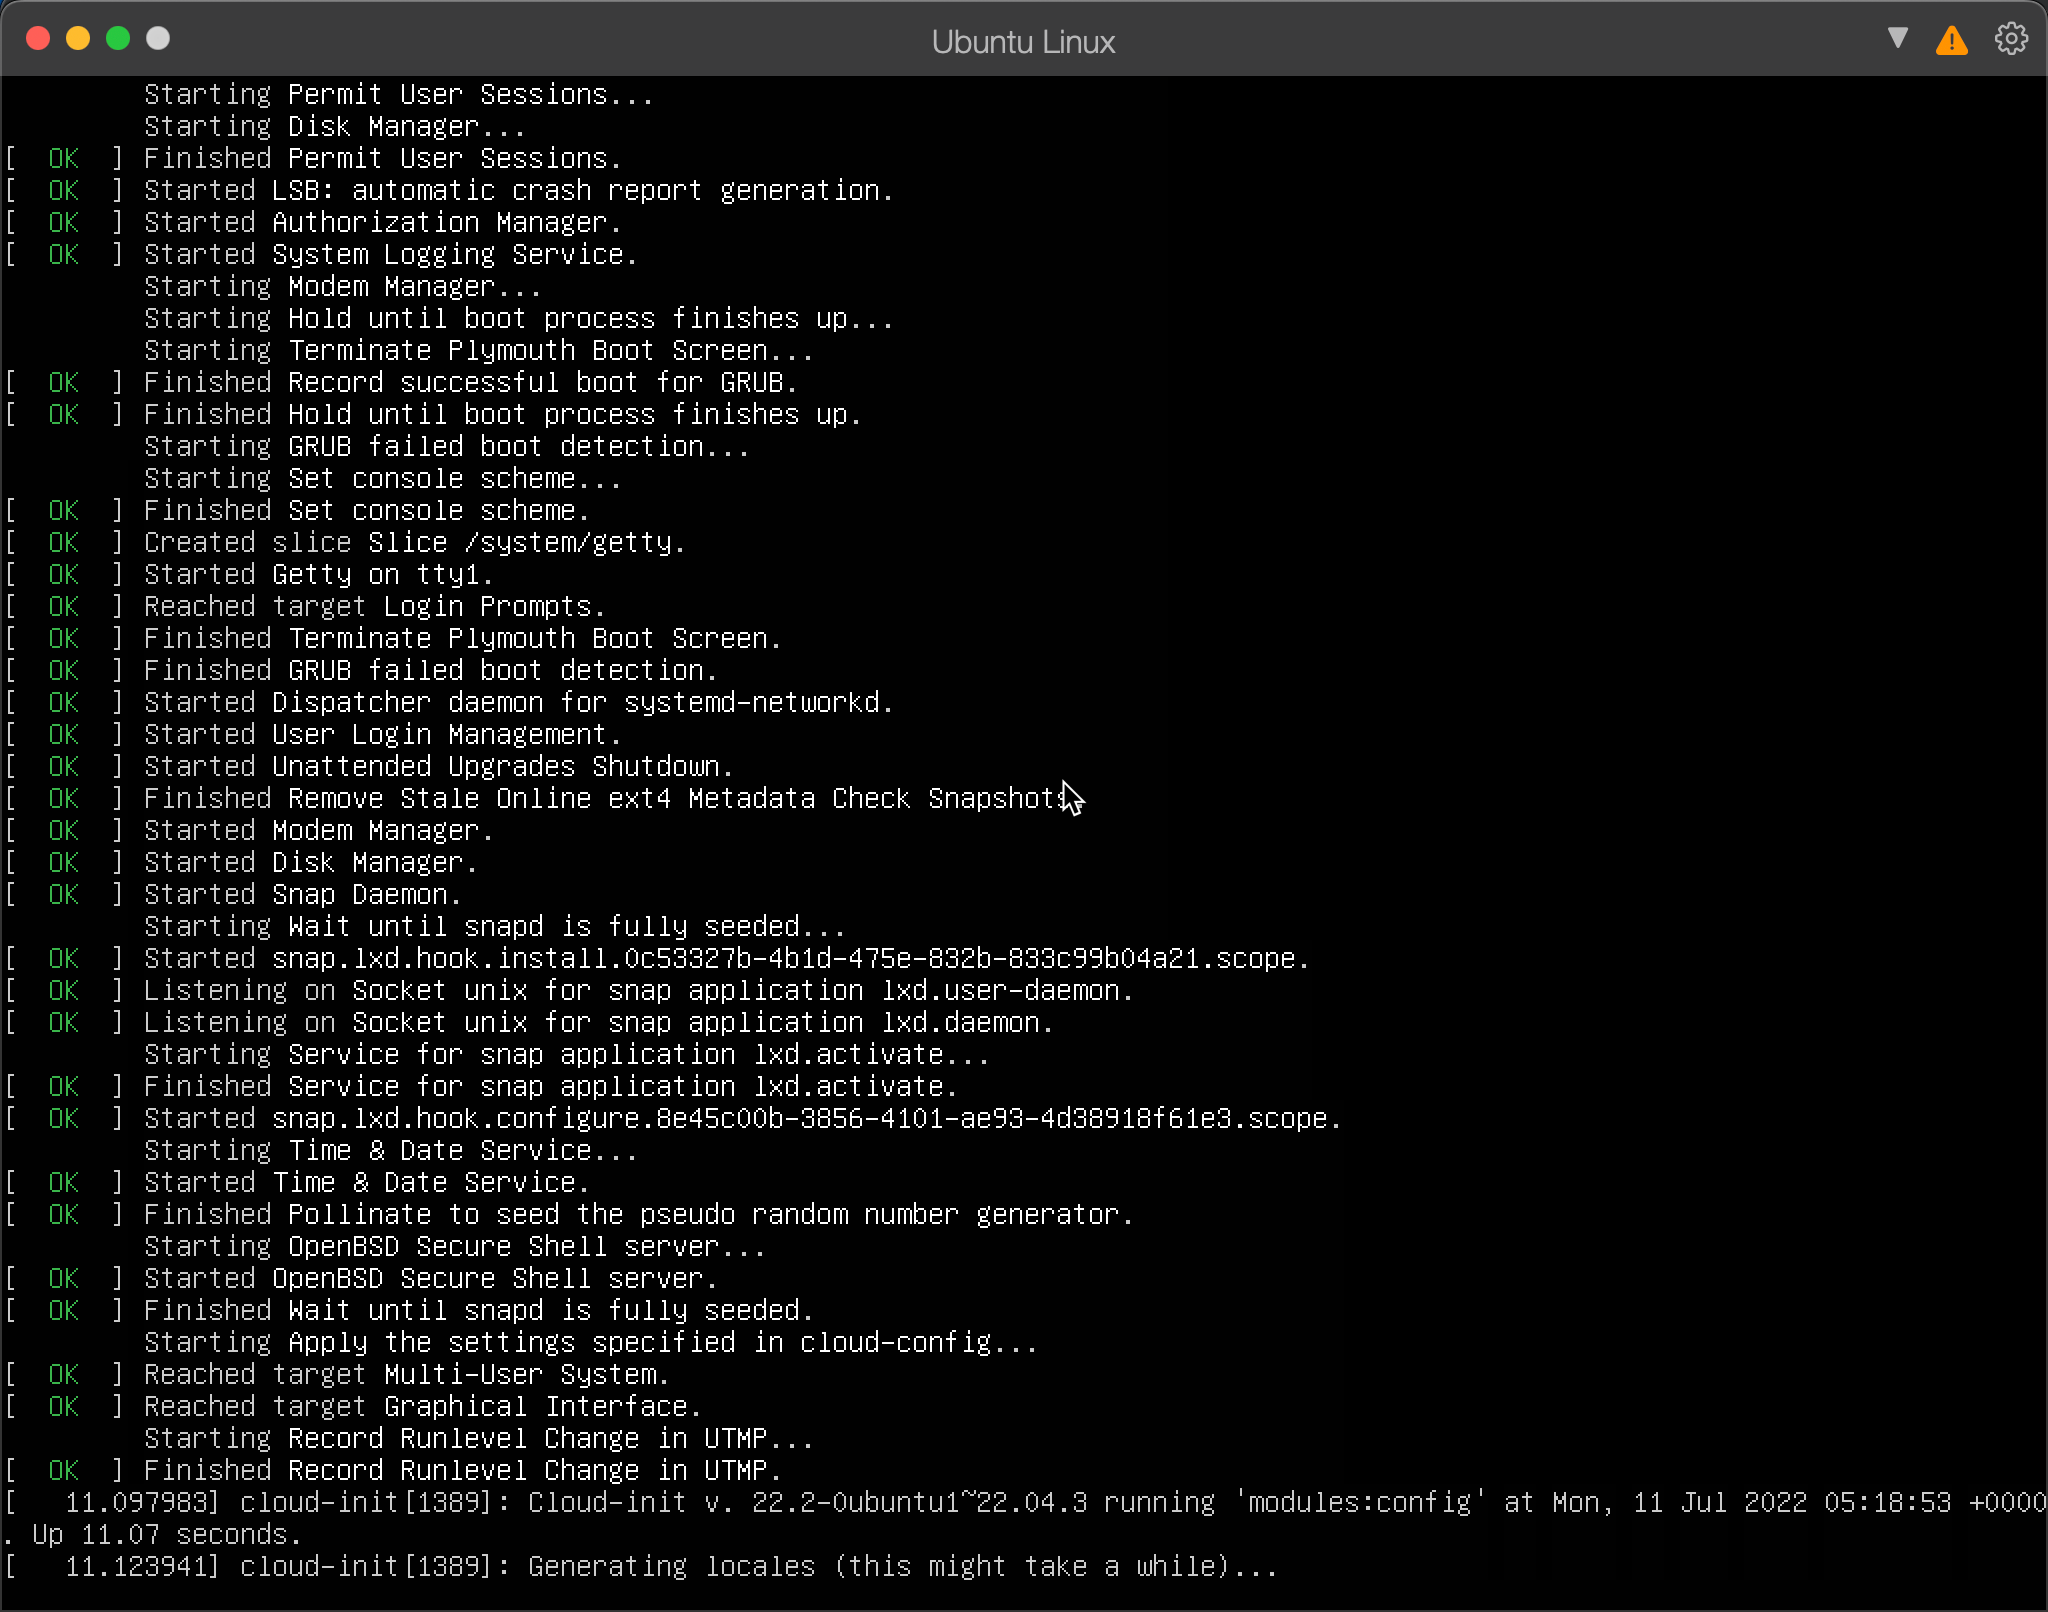 Ubuntu Linux
Starting Permit User Sessions...
Starting Disk Manager...
[  OK  ] Finished Permit User Sessions.
[  OK  ] Started LSB: automatic crash report generation.
[  OK  ] Started Authorization Manager.
[  OK  ] Started System Logging Service.
Starting Modem Manager...
Starting Hold until boot process finishes up...
Starting Terminate Plymouth Boot Screen...
[  OK  ] Finished Record successful boot for GRUB.
[  OK  ] Finished Hold until boot process finishes up.
Starting GRUB failed boot detection...
Starting Set console scheme...
[  OK  ] Finished Set console scheme.
[  OK  ] Created slice Slice /system/getty.
[  OK  ] Started Getty on tty1.
[  OK  ] Reached target Login Prompts.
[  OK  ] Finished Terminate Plymouth Boot Screen.
[  OK  ] Finished GRUB failed boot detection.
[  OK  ] Started Dispatcher daemon for systemd-networkd.
[  OK  ] Started User Login Management.
[  OK  ] Started Unattended Upgrades Shutdown.
[  OK  ] Finished Remove Stale Online ext4 Metadata Check Snapshots.
[  OK  ] Started Modem Manager.
[  OK  ] Started Disk Manager.
[  OK  ] Started Snap Daemon.
Starting Wait until snapd is fully seeded...
[  OK  ] Started snap.lxd.hook.install.0c53327b-4b1d-475e-832b-833c99b04a21.scope.
[  OK  ] Listening on Socket unix for snap application lxd.user-daemon.
[  OK  ] Listening on Socket unix for snap application lxd.daemon.
Starting Service for snap application lxd.activate...
[  OK  ] Finished Service for snap application lxd.activate.
[  OK  ] Started snap.lxd.hook.configure.8e45c00b-3856-4101-ae93-4d38918f61e3.scope.
Starting Time & Date Service...
[  OK  ] Started Time & Date Service.
[  OK  ] Finished Pollinate to seed the pseudo random number generator.
Starting OpenBSD Secure Shell server...
[  OK  ] Started OpenBSD Secure Shell server.
[  OK  ] Finished Wait until snapd is fully seeded.
Starting Apply the settings specified in cloud-config...
[  OK  ] Reached target Multi-User System.
[  OK  ] Reached target Graphical Interface.
Starting Record Runlevel Change in UTMP...
[  OK  ] Finished Record Runlevel Change in UTMP.
[   11.097983] cloud-init[1389]: Cloud-init v. 22.2-0ubuntu1~22.04.3 running 'modules:config' at Mon, 11 Jul 2022 05:18:53 +0000
. Up 11.07 seconds.
[   11.123941] cloud-init[1389]: Generating locales (this might take a while)...